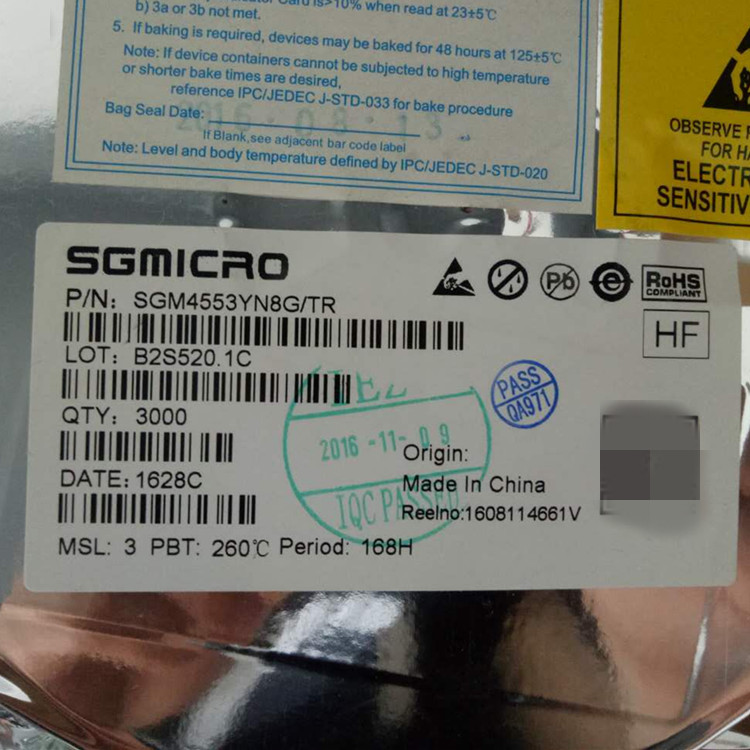 Card is>10% when read at 23±5℃
b) 3a or 3b not met.
5. If baking is required, devices may be baked for 48 hours at 125±5℃
Note: If device containers cannot be subjected to high temperature
or shorter bake times are desired,
reference IPC/JEDEC J-STD-033 for bake procedure
Bag Seal Date:
2016.08.13
If Blank,see adjacent bar code label
Note: Level and body temperature defined by IPC/JEDEC J-STD-020
OBSERVE
FOR
SGMICRO
P/N: SGM4553YN8G/TR
LOT: B2S520.1C
QTY: 3000
DATE: 1628C
MSL: 3 PBT: 260℃ Period: 168H
Pb
e
RoHS
COMPLIANT
HF
PASS
QA971
2016-11-09
IQC PASSED
Origin:
Made In China
Reelno:1608114661V